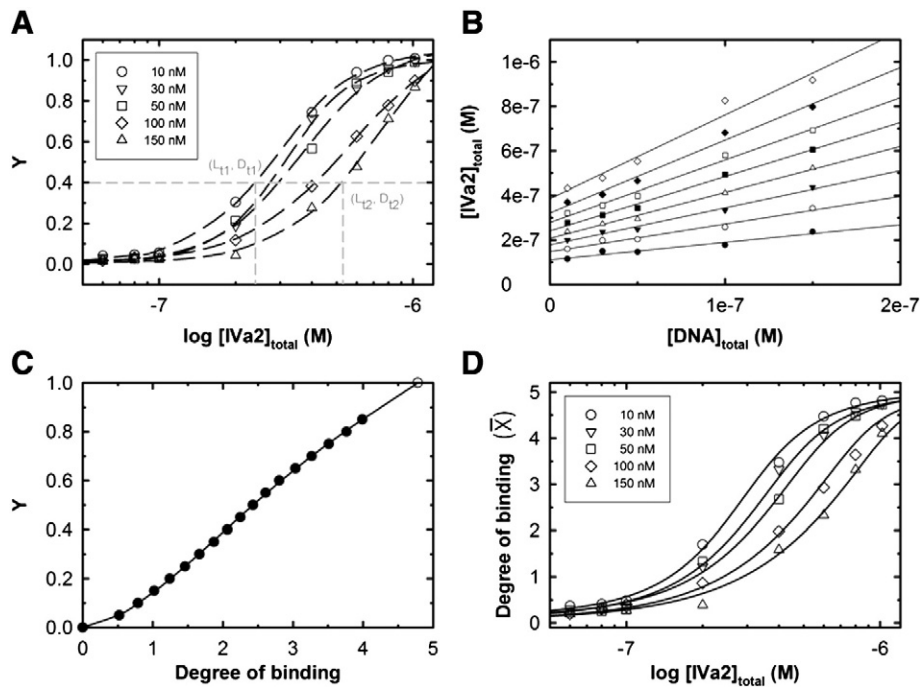 A
1.0
0.8
0.6
0.4
0.2
0.0
Y
10 nM
30 nM
50 nM
100 nM
150 nM
(Lt1, Dt1)
(Lt2, Dt2)
-7
-6
log [IVa2]total (M)
B
1e-6
8e-7
6e-7
4e-7
2e-7
0
[IVa2]total (M)
0
1e-7
2e-7
[DNA]total (M)
C
1.0
0.8
0.6
0.4
0.2
0.0
Y
0
1
2
3
4
5
Degree of binding
D
5
4
3
2
1
0
Degree of binding (X̅)
10 nM
30 nM
50 nM
100 nM
150 nM
-7
-6
log [IVa2]total (M)